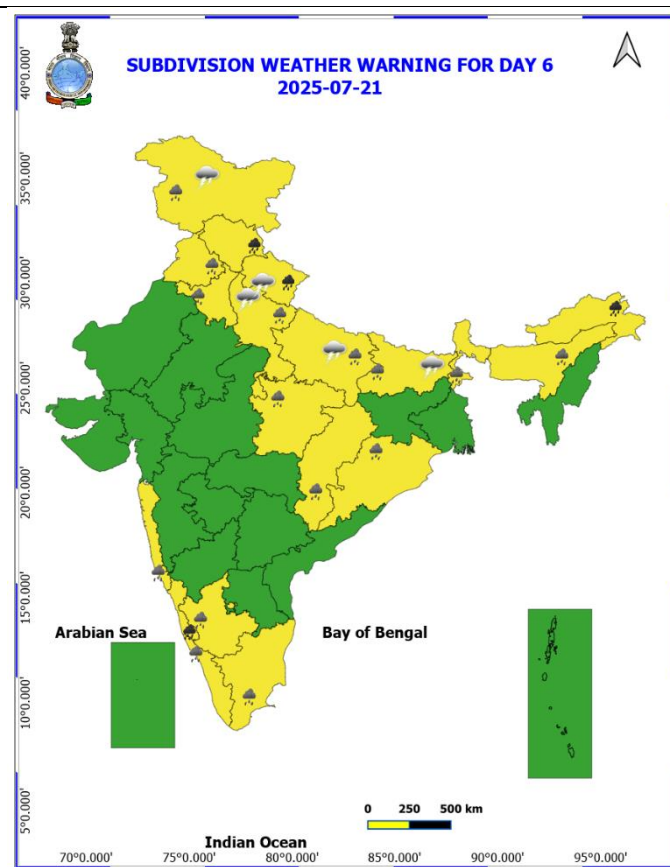 SUBDIVISION WEATHER WARNING FOR DAY 6
2025-07-21
40°0.000'
35°0.000'
30°0.000'
25°0.000'
20°0.000'
15°0.000'
10°0.000'
5°0.000'
Arabian Sea
Bay of Bengal
0 250 500 km
Indian Ocean
70°0.000' 75°0.000' 80°0.000' 85°0.000' 90°0.000' 95°0.000'